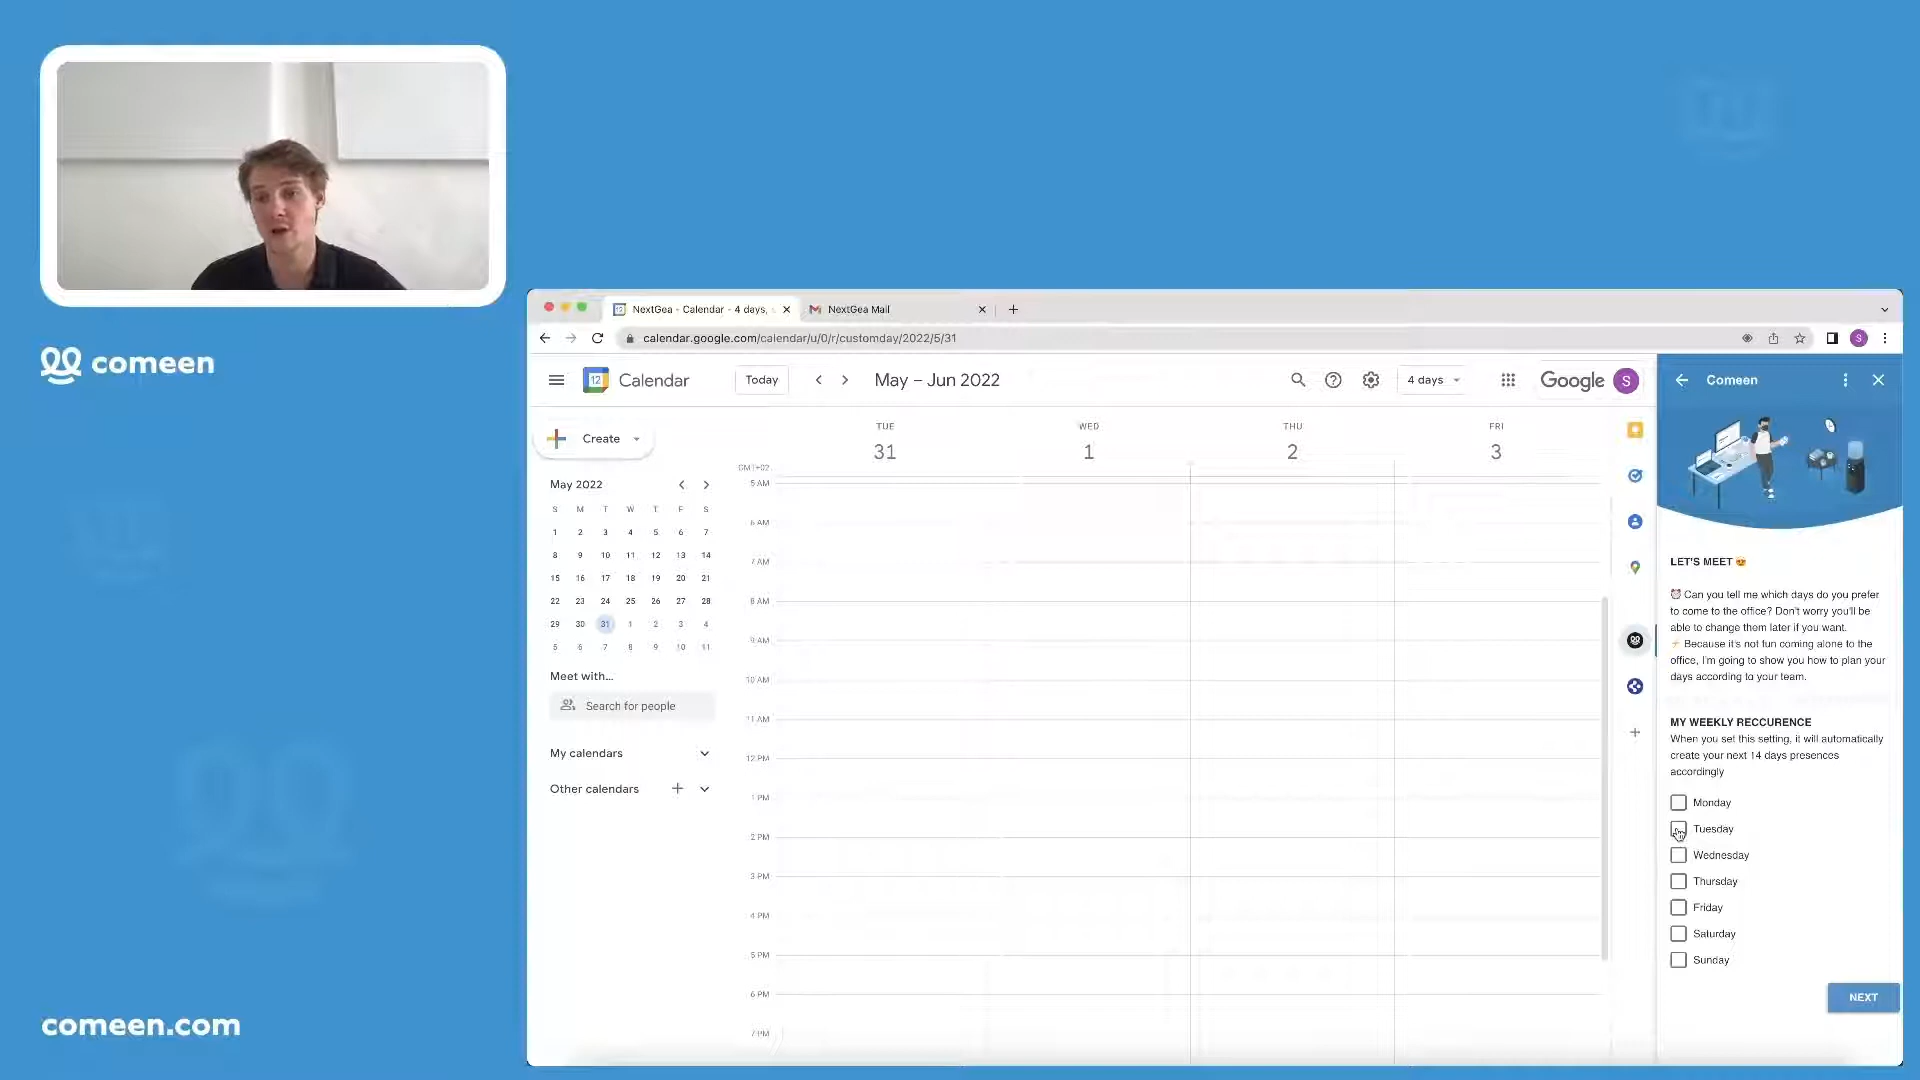 comeen
comeen.com
NextGea - Calendar - 4 days,
NextGea Mail
calendar.google.com/calendar/u/0/r/customday/2022/5/31
S
12
Calendar
Today
May – Jun 2022
4 days
Google
S
Create
May 2022
S M T W T F S
1 2 3 4 5 6 7
8 9 10 11 12 13 14
15 16 17 18 19 20 21
22 23 24 25 26 27 28
29 30 31 1 2 3 4
5 6 7 8 9 10 11
Meet with...
Search for people
My calendars
Other calendars
TUE
31
WED
1
THU
2
FRI
3
GMT+02
5 AM
6 AM
7 AM
8 AM
9 AM
10 AM
11 AM
12 PM
1 PM
2 PM
3 PM
4 PM
5 PM
6 PM
7 PM
Comeen
LET'S MEET 😍
⏰ Can you tell me which days do you prefer
to come to the office? Don't worry you'll be
able to change them later if you want.
Because it's not fun coming alone to the
office, I'm going to show you how to plan your
days according to your team.
MY WEEKLY RECCURENCE
When you set this setting, it will automatically
create your next 14 days presences
accordingly
Monday
Tuesday
Wednesday
Thursday
Friday
Saturday
Sunday
NEXT